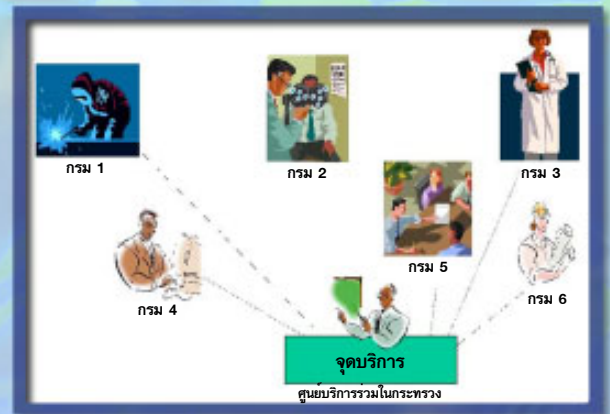 กรม 1
กรม 2
กรม 3
กรม 4
กรม 5
กรม 6
จุดบริการ
ศูนย์บริการร่วมในกระทรวง